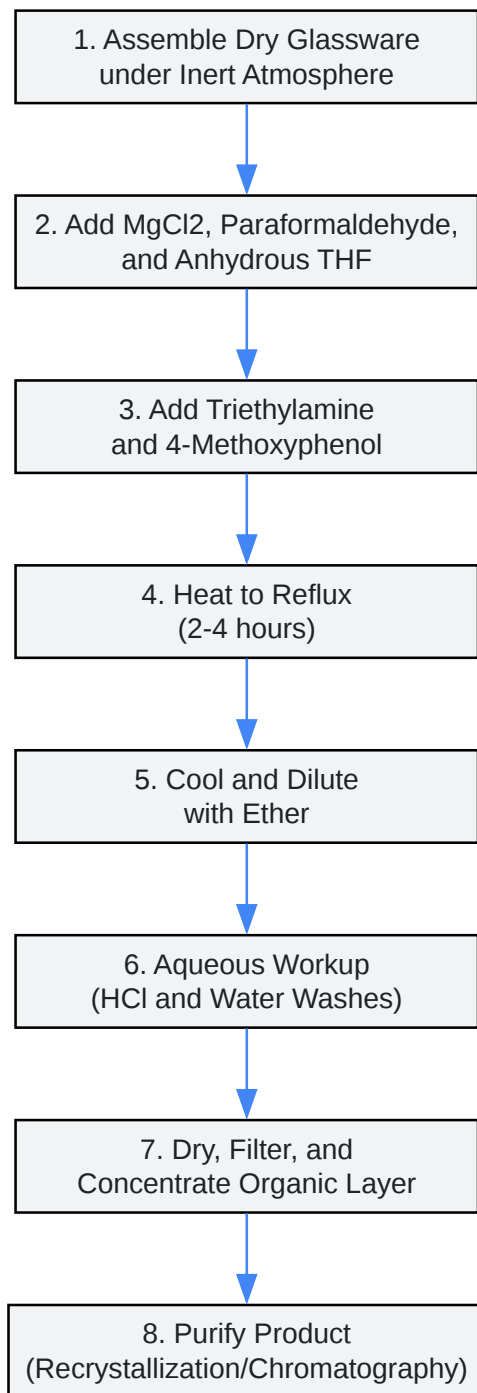 1. Assemble Dry Glassware
under Inert Atmosphere
2. Add MgCl2, Paraformaldehyde,
and Anhydrous THF
3. Add Triethylamine
and 4-Methoxyphenol
4. Heat to Reflux
(2-4 hours)
5. Cool and Dilute
with Ether
6. Aqueous Workup
(HCl and Water Washes)
7. Dry, Filter, and
Concentrate Organic Layer
8. Purify Product
(Recrystallization/Chromatography)